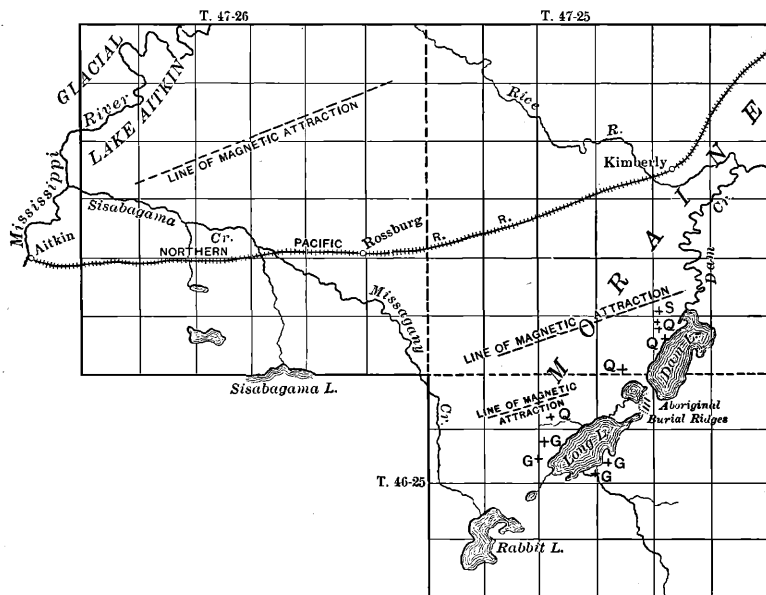 T. 47-26
T. 47-25
GLACIAL
LAKE AITKIN
River
Mississippi
LINE OF MAGNETIC ATTRACTION
Rice
R.
Kimberly
MORAINE
Sisabagama
Cr.
Aitkin
NORTHERN
PACIFIC
Rossburg
R.
R.
Cr.
Dam
Missagany
Cr.
LINE OF MAGNETIC ATTRACTION
+ S
+ Q
Q +
Q +
Dam L.
Sisabagama L.
LINE OF MAGNETIC
ATTRACTION
+ Q
Aboriginal
Burial Ridges
+ G
G +
Long L.
+ G
+ G
T. 46-25
Rabbit L.